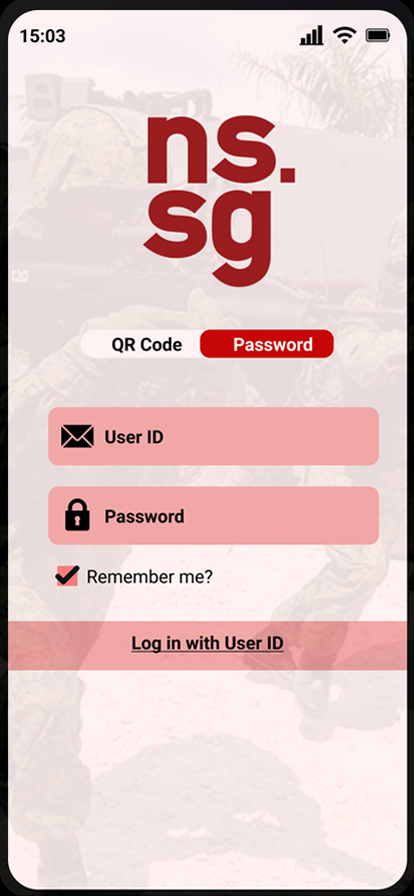 15:03
ns.
sg
QR Code
Password
User ID
Password
Remember me?
Log in with User ID